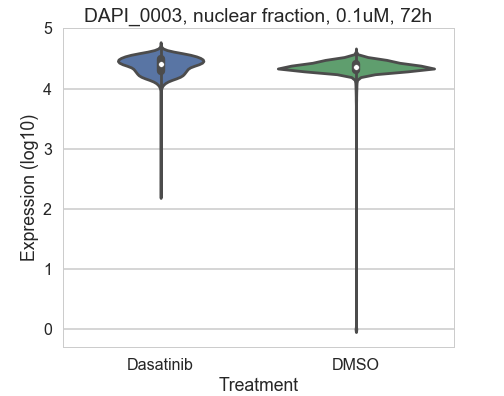 DAPI_0003, nuclear fraction, 0.1uM, 72h
5
4
3
2
1
0
Expression (log10)
Dasatinib
DMSO
Treatment